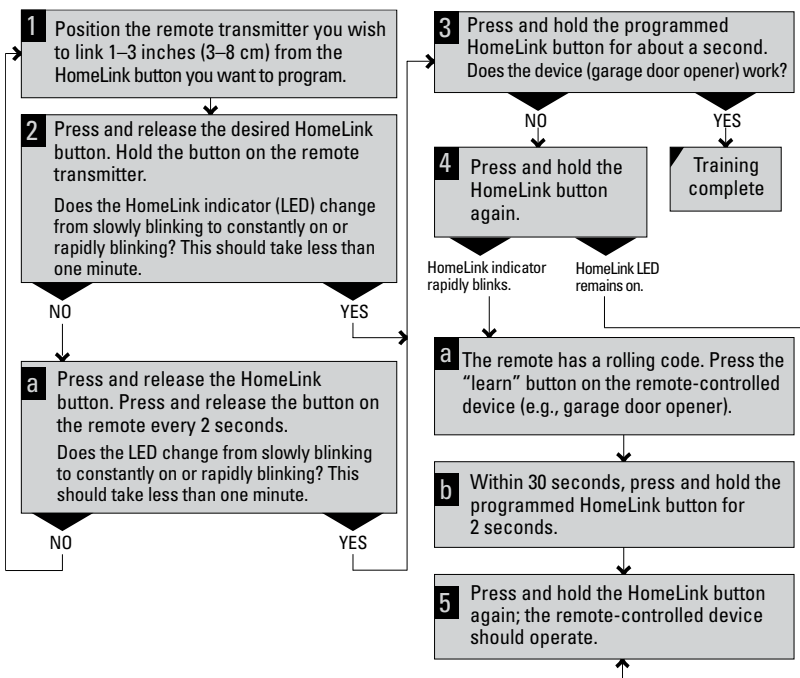 1
Position the remote transmitter you wish
to link 1–3 inches (3–8 cm) from the
HomeLink button you want to program.
2
Press and release the desired HomeLink
button. Hold the button on the remote
transmitter.
Does the HomeLink indicator (LED) change
from slowly blinking to constantly on or
rapidly blinking? This should take less than
one minute.
NO
YES
a
Press and release the HomeLink
button. Press and release the button on
the remote every 2 seconds.
Does the LED change from slowly blinking
to constantly on or rapidly blinking? This
should take less than one minute.
NO
YES
3
Press and hold the programmed
HomeLink button for about a second.
Does the device (garage door opener) work?
NO
YES
4
Press and hold the
HomeLink button
again.
Training
complete
HomeLink indicator
rapidly blinks.
HomeLink LED
remains on.
a
The remote has a rolling code. Press the
“learn” button on the remote-controlled
device (e.g., garage door opener).
b
Within 30 seconds, press and hold the
programmed HomeLink button for
2 seconds.
5
Press and hold the HomeLink button
again; the remote-controlled device
should operate.